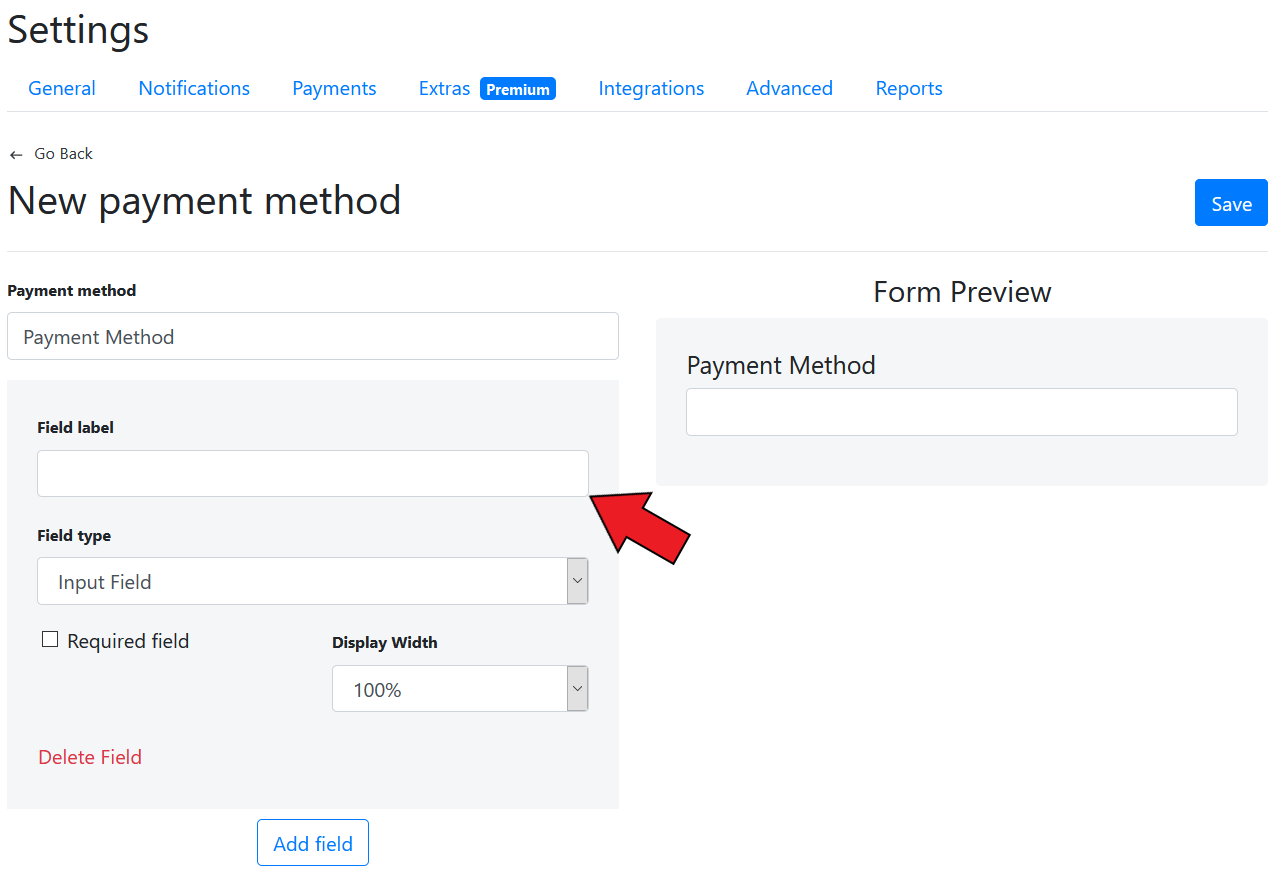 Settings
General Notifications Payments Extras Premium Integrations Advanced Reports
← Go Back
New payment method
Save
Payment method
Payment Method
Field label
Field type
Input Field
Required field
Display Width
100%
Delete Field
Add field
Form Preview
Payment Method